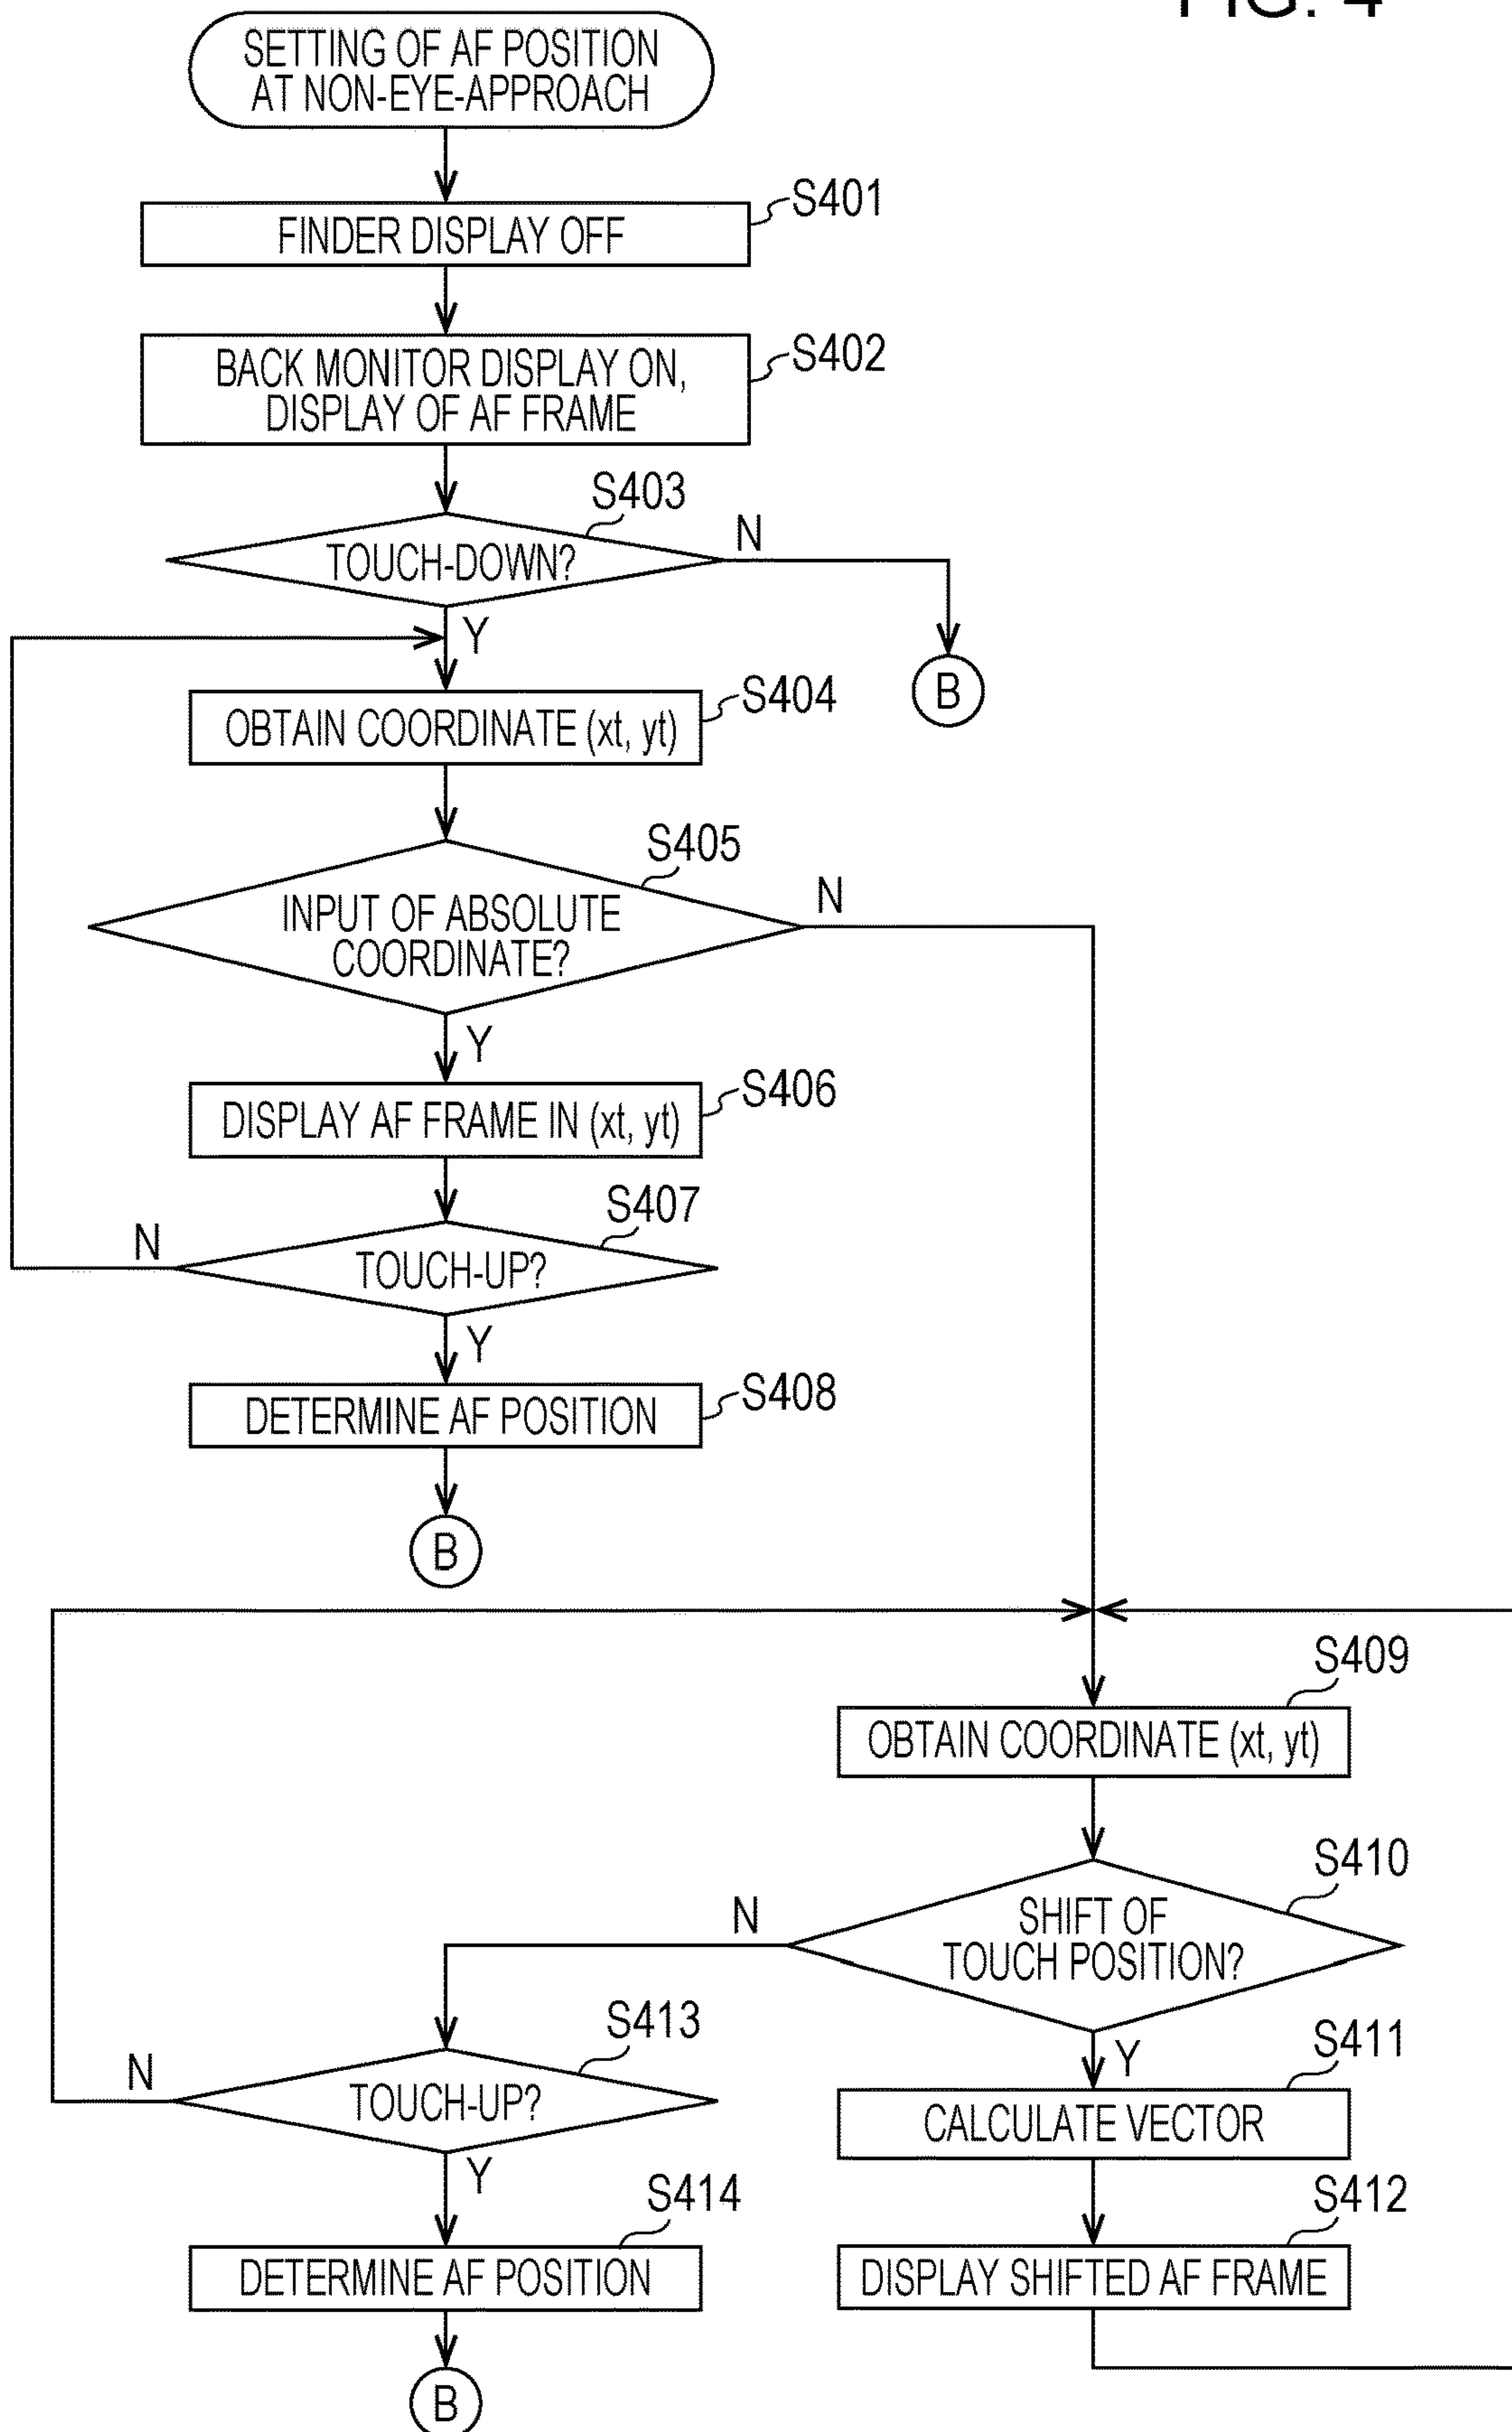 FIG. 4
SETTING OF AF POSITION
AT NON-EYE-APPROACH
S401
FINDER DISPLAY OFF
S402
BACK MONITOR DISPLAY ON,
DISPLAY OF AF FRAME
S403
TOUCH-DOWN?
N
Y
B
S404
OBTAIN COORDINATE (xt, yt)
S405
INPUT OF ABSOLUTE
COORDINATE?
N
Y
S406
DISPLAY AF FRAME IN (xt, yt)
S407
TOUCH-UP?
N
Y
S408
DETERMINE AF POSITION
B
S409
OBTAIN COORDINATE (xt, yt)
S410
SHIFT OF
TOUCH POSITION?
N
Y
S411
CALCULATE VECTOR
S412
DISPLAY SHIFTED AF FRAME
S413
TOUCH-UP?
N
Y
S414
DETERMINE AF POSITION
B